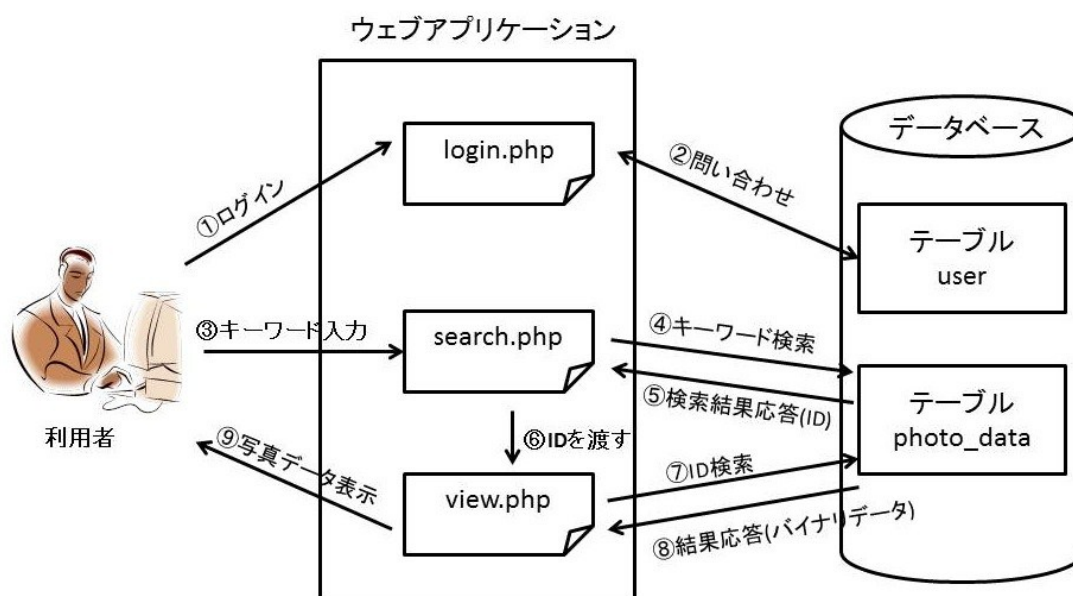 ウェブアプリケーション
データベース
login.php
①ログイン
②問い合わせ
テーブル
user
③キーワード入力
search.php
④キーワード検索
⑤検索結果応答(ID)
テーブル
photo_data
利用者
⑥IDを渡す
⑦ID検索
view.php
⑧結果応答(バイナリデータ)
⑨写真データ表示